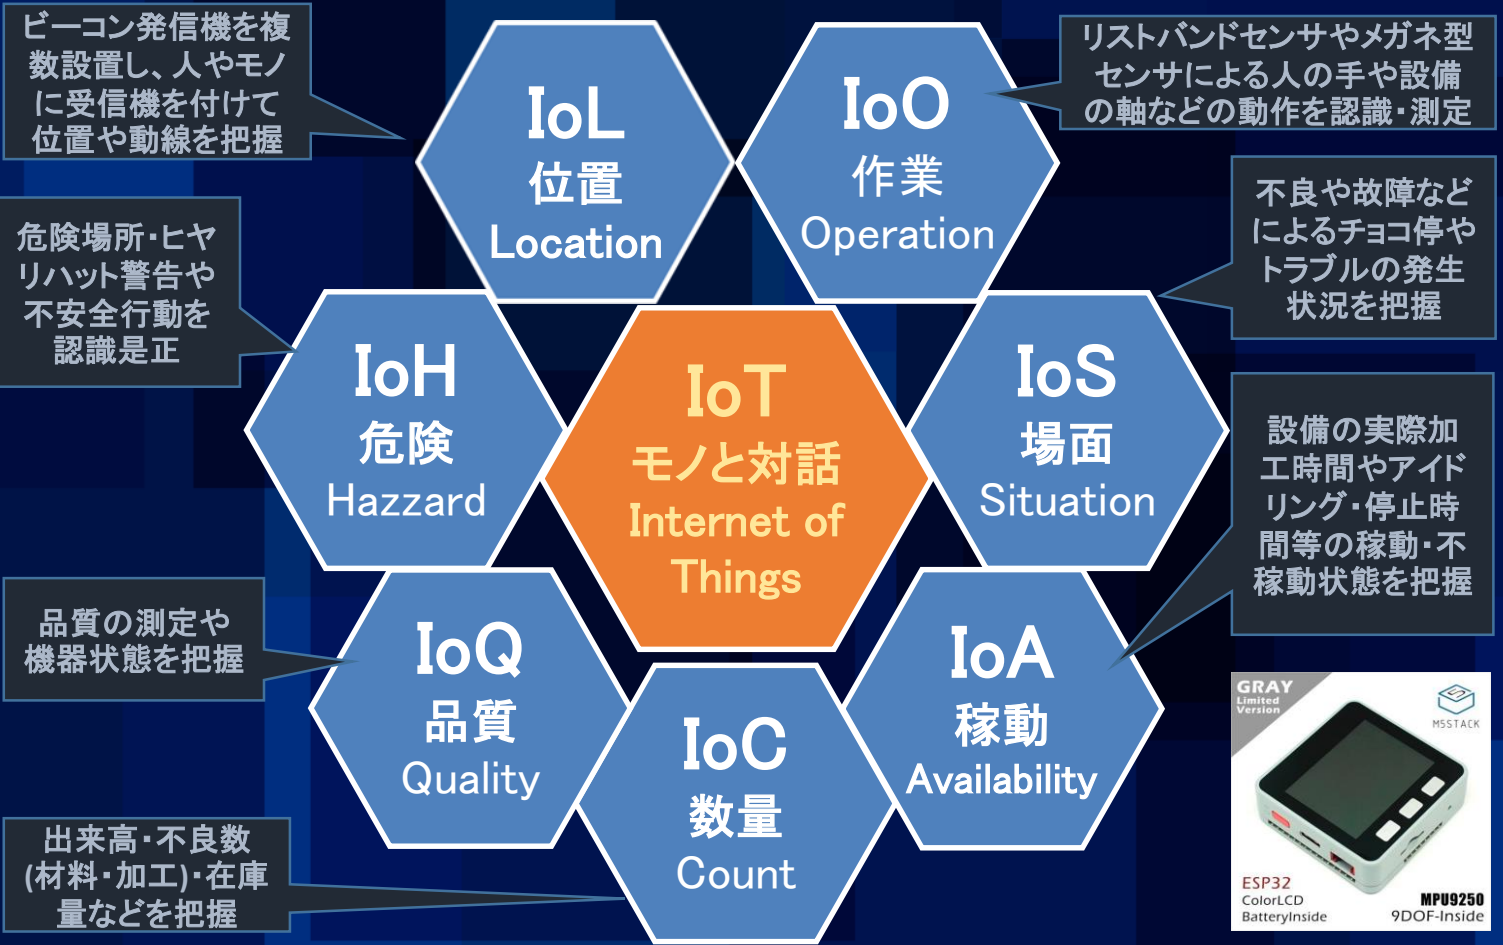 ビーコン発信機を複
数設置し、人やモノ
に受信機を付けて
位置や動線を把握
IoL
位置
Location
IoO
作業
Operation
リストバンドセンサやメガネ型
センサによる人の手や設備
の軸などの動作を認識・測定
危険場所・ヒヤ
リハット警告や
不安全行動を
認識是正
IoH
危険
Hazzard
IoT
モノと対話
Internet of
Things
IoS
場面
Situation
不良や故障など
によるチョコ停や
トラブルの発生
状況を把握
設備の実際加
工時間やアイド
リング・停止時
間等の稼動・不
稼動状態を把握
品質の測定や
機器状態を把握
IoQ
品質
Quality
IoC
数量
Count
IoA
稼動
Availability
出来高・不良数
(材料・加工)・在庫
量などを把握
GRAY
Limited
Version
M5STACK
ESP32
ColorLCD
BatteryInside
MPU9250
9DOF-Inside